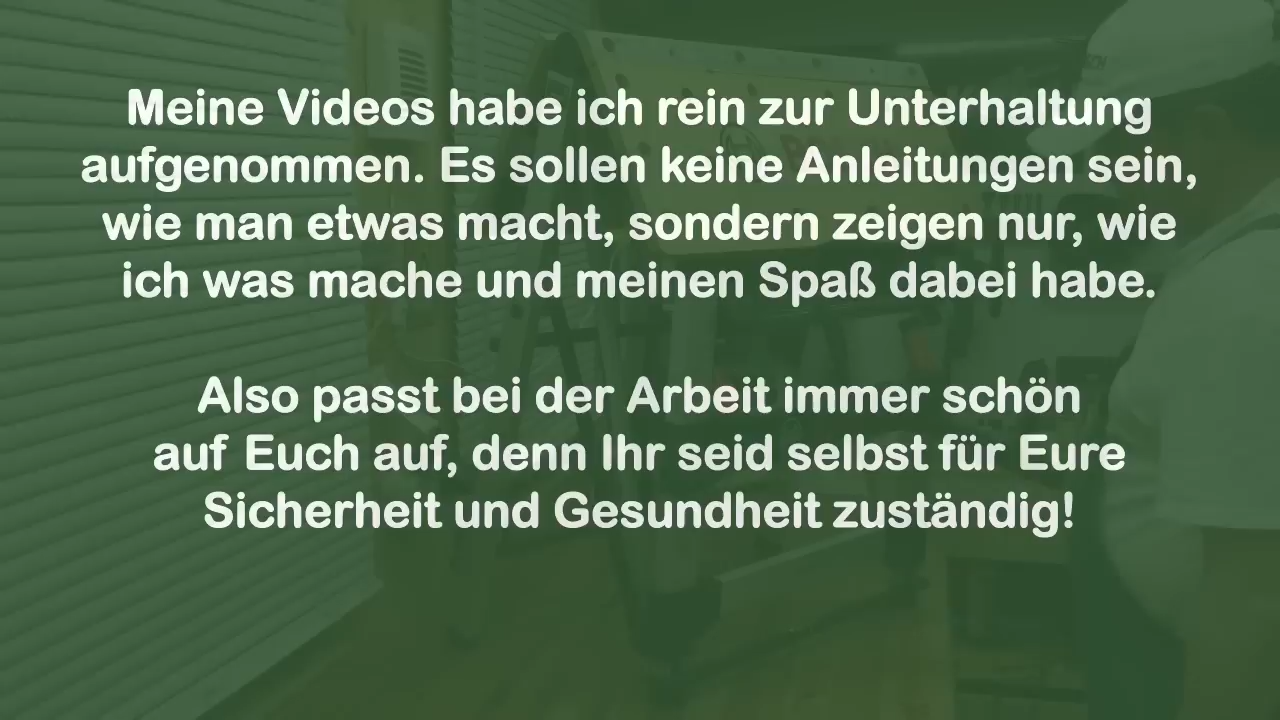 Meine Videos habe ich rein zur Unterhaltung
aufgenommen. Es sollen keine Anleitungen sein,
wie man etwas macht, sondern zeigen nur, wie
ich was mache und meinen Spaß dabei habe.
Also passt bei der Arbeit immer schön
auf Euch auf, denn Ihr seid selbst für Eure
Sicherheit und Gesundheit zuständig!